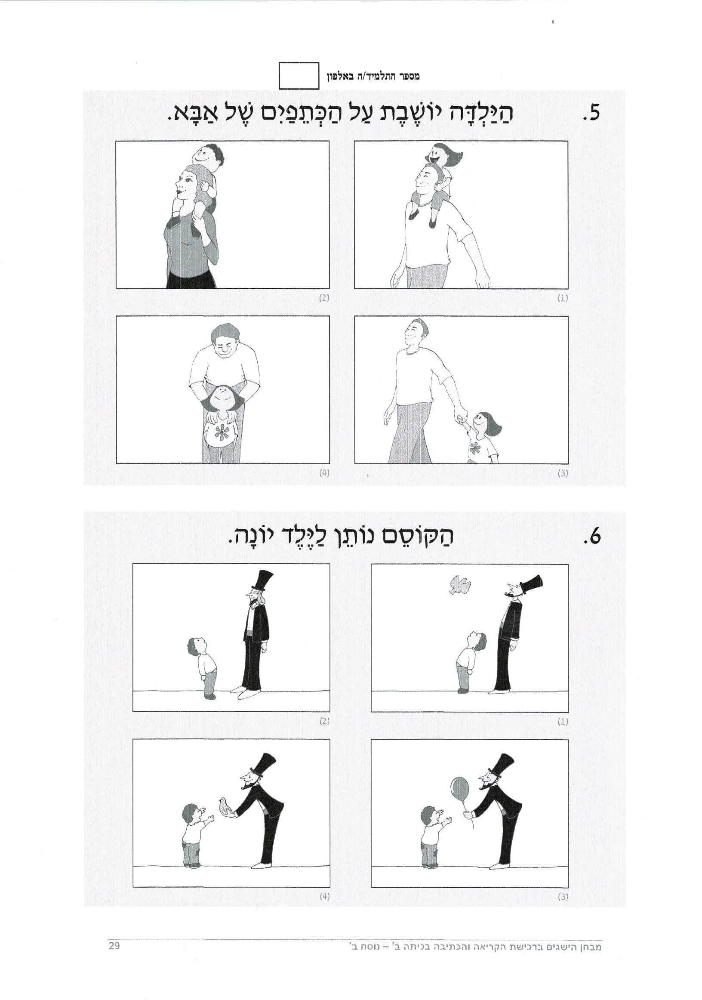 מספר התלמיד/ה באלפון
5. הַיַּלְדָּה יוֹשֶׁבֶת עַל הַכְּתֵפַיִם שֶׁל אַבָּא.
(1) (2)
(3) (4)
6. הַקּוֹסֵם נוֹתֵן לַיֶּלֶד יוֹנָה.
(1) (2)
(3) (4)
מבחן הישגים ברכישת הקריאה והכתיבה בכיתה ב' – נוסח ב' 29